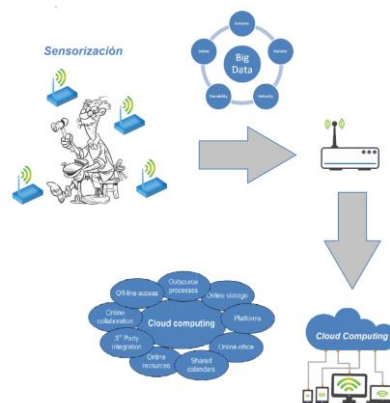 Sensorización
Volume
Value
Variety
Big
Data
Variability
Velocity
Outsource
processes
Off-line access
Online storage
Online
collaboration
Cloud computing
Platforms
3rd Party
integration
Online office
Online
resources
Shared
calendars
Cloud Computing